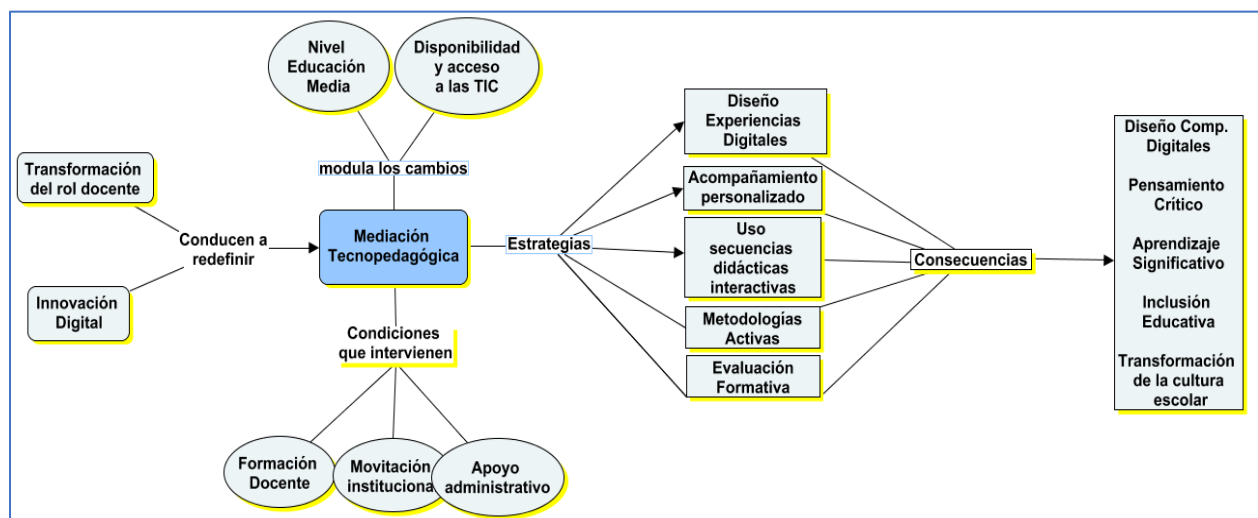 Nivel
Educación
Media
Disponibilidad
y acceso
a las TIC
modula los cambios
Transformación
del rol docente
Conducen a
redefinir
Innovación
Digital
Mediación
Tecnopedagógica
Condiciones
que intervienen
Formación
Docente
Movitación
instituciona
Apoyo
administrativo
Estrategias
Diseño
Experiencias
Digitales
Acompañamiento
personalizado
Uso
secuencias
didácticas
interactivas
Metodologías
Activas
Evaluación
Formativa
Consecuencias
Diseño Comp.
Digitales
Pensamiento
Crítico
Aprendizaje
Significativo
Inclusión
Educativa
Transformación
de la cultura
escolar